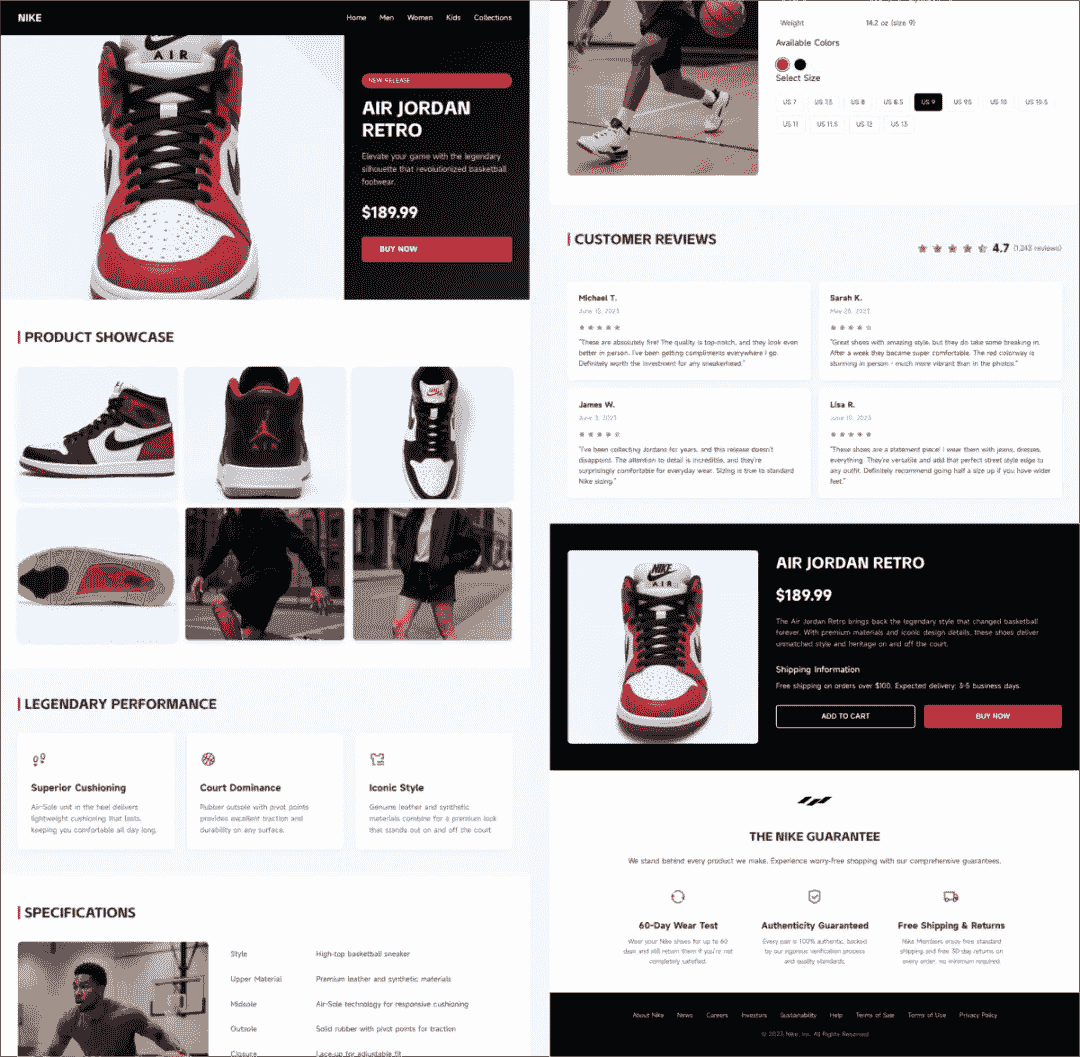 NIKE
Home Men Women Kids Collections
AIR
NEW RELEASE
AIR JORDAN
RETRO
Elevate your game with the legendary
silhouette that revolutionized basketball
footwear.
$189.99
BUY NOW
PRODUCT SHOWCASE
AIR
LEGENDARY PERFORMANCE
Superior Cushioning
Air-Sole unit in the heel delivers
lightweight cushioning that lasts,
keeping you comfortable all day long.
Court Dominance
Rubber outsole with pivot points
provides excellent traction and
durability on any surface.
Iconic Style
Genuine leather and synthetic
materials combine for a premium look
that stands out on and off the court
SPECIFICATIONS
Style High-top basketball sneaker
Upper Material Premium leather and synthetic materials
Midsole Air-Sole technology for responsive cushioning
Outsole Solid rubber with pivot points for traction
Closure Lace-up for adjustable fit
Weight 14.2 oz (size 9)
Available Colors
Select Size
US 7 US 7.5 US 8 US 8.5 US 9 US 9.5 US 10 US 10.5
US 11 US 11.5 US 12 US 13
CUSTOMER REVIEWS
4.7 (1,243 reviews)
Michael T.
June 15, 2023
"These are absolutely fire! The quality is top-notch, and they look even
better in person. I've been getting compliments everywhere I go.
Definitely worth the investment for any sneakerhead."
Sarah K.
May 28, 2023
"Great shoes with amazing style, but they do take some breaking in.
After a week they became super comfortable. The red colorway is
stunning in person - much more vibrant than in the photos."
James W.
June 3, 2023
"I've been collecting Jordans for years, and this release doesn't
disappoint. The attention to detail is incredible, and they're
surprisingly comfortable for everyday wear. Sizing is true to standard
Nike sizing."
Lisa R.
June 2023
"These shoes are a statement piece! I wear them with jeans, dresses,
everything. They're versatile and add that perfect street style edge to
any outfit. Definitely recommend going half a size up if you have wider
feet."
NIKE
AIR
AIR JORDAN RETRO
$189.99
The Air Jordan Retro brings back the legendary style that changed basketball
forever. With premium materials and iconic design details, these shoes deliver
unmatched style and heritage on and off the court.
Shipping Information
Free shipping on orders over $100. Expected delivery: 3-5 business days.
ADD TO CART
BUY NOW
THE NIKE GUARANTEE
We stand behind every product we make. Experience worry-free shopping with our comprehensive guarantees.
60-Day Wear Test
Wear your Nike shoes for up to 60
days and still return them if you're not
completely satisfied.
Authenticity Guaranteed
Every pair is 100% authentic, backed
by our rigorous verification process
and quality standards.
Free Shipping & Returns
Nike Members enjoy free standard
shipping and free 30-day returns on
every order, no minimum required.
About Nike News Careers Investors Sustainability Help Terms of Sale Terms of Use Privacy Policy
© 2023 Nike, Inc. All Rights Reserved